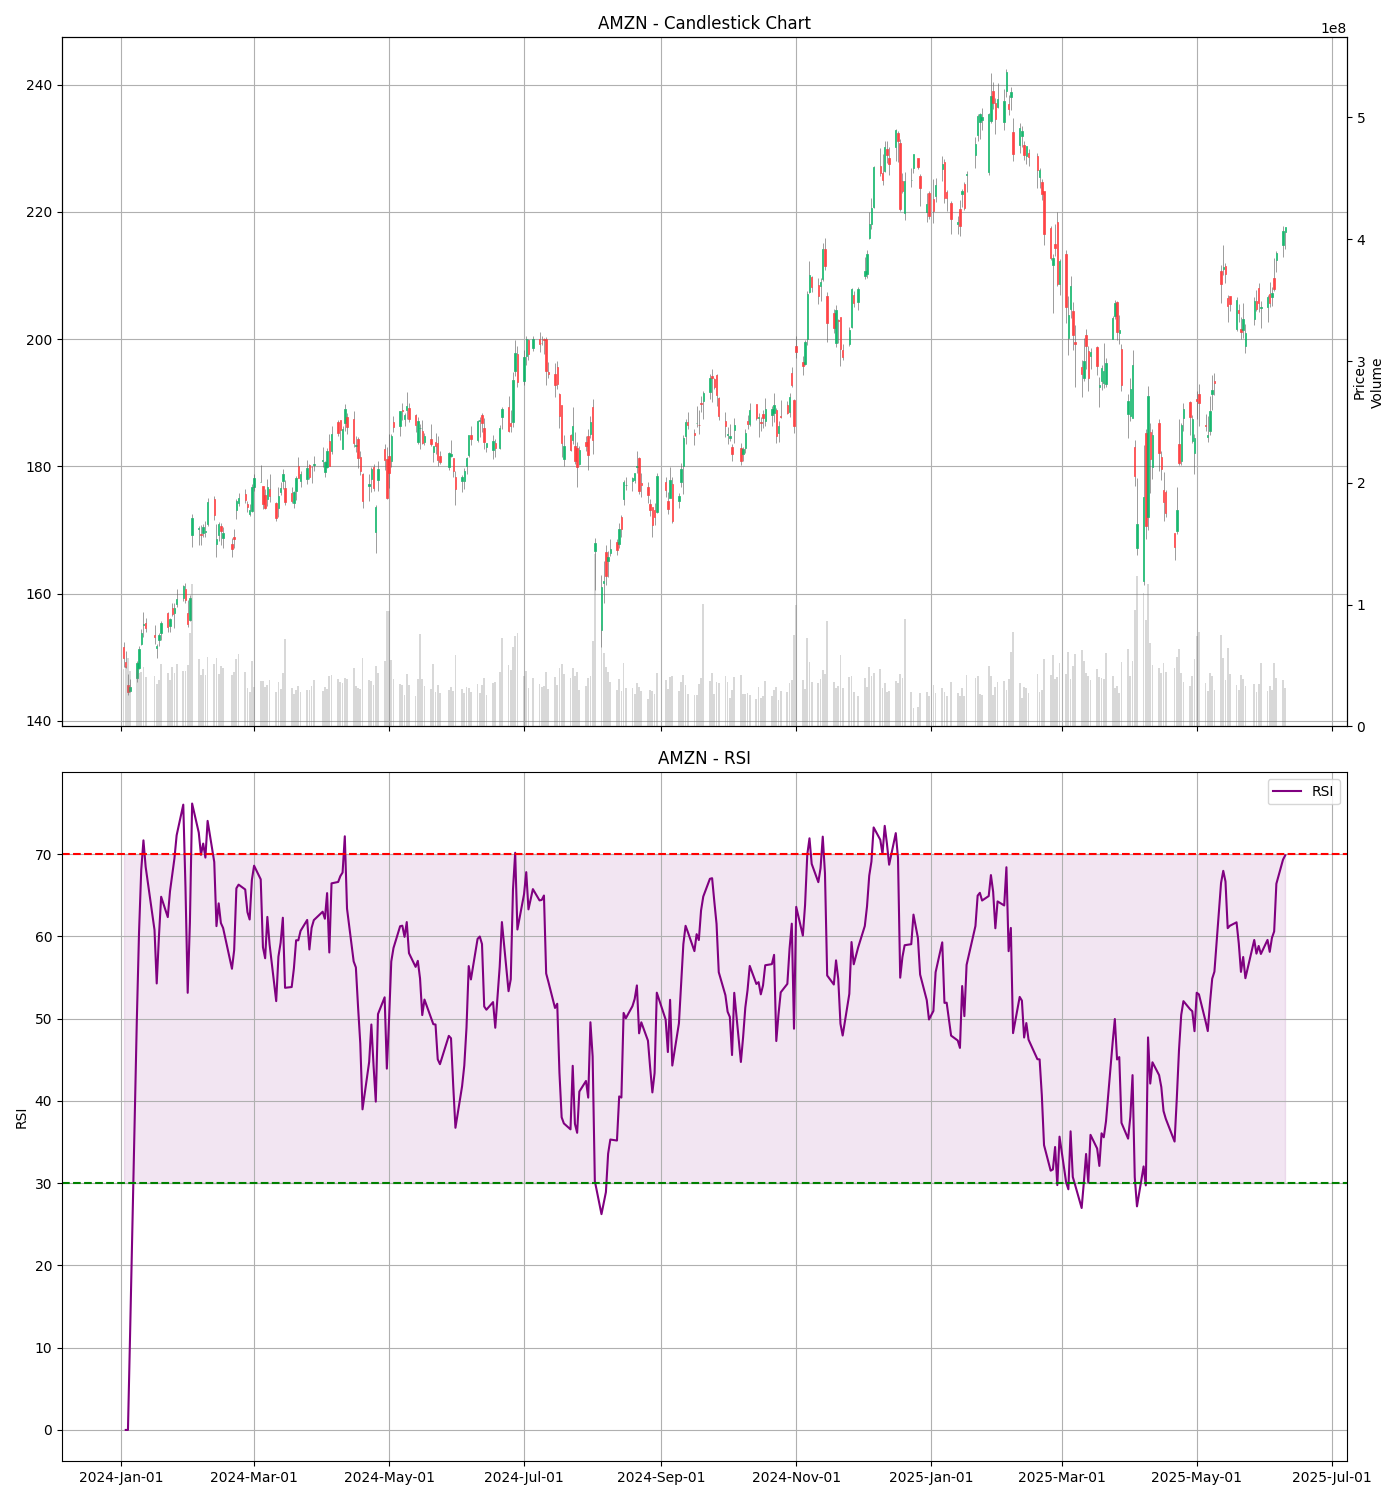 AMZN - Candlestick Chart
1e8
240
220
200
180
160
140
5
4
3
2
1
0
Price
Volume
AMZN - RSI
RSI
70
60
50
40
30
20
10
0
RSI
2024-Jan-01 2024-Mar-01 2024-May-01 2024-Jul-01 2024-Sep-01 2024-Nov-01 2025-Jan-01 2025-Mar-01 2025-May-01 2025-Jul-01